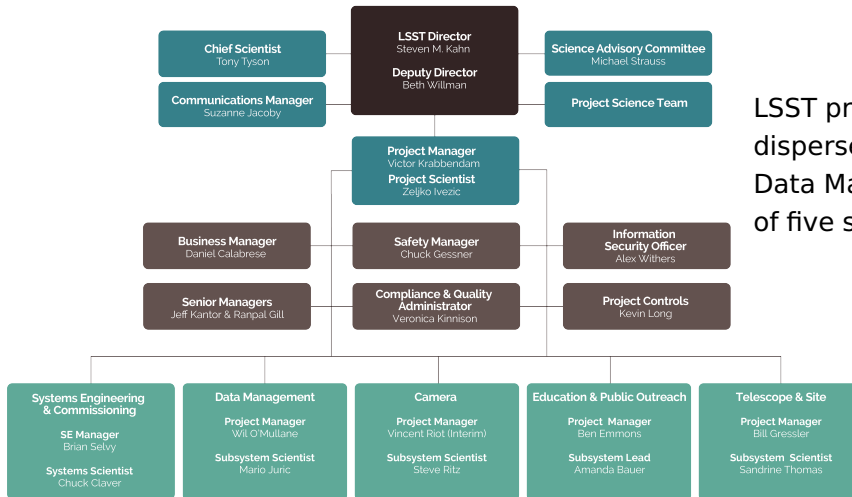 LSST Director
Steven M. Kahn
Deputy Director
Beth Willman
Chief Scientist
Tony Tyson
Science Advisory Committee
Michael Strauss
Communications Manager
Suzanne Jacoby
Project Science Team
LSST pr
disperse
Data Ma
of five s
Project Manager
Victor Krabbendam
Project Scientist
Zeljko Ivezic
Business Manager
Daniel Calabrese
Safety Manager
Chuck Gessner
Information
Security Officer
Alex Withers
Senior Managers
Jeff Kantor & Ranpal Gill
Compliance & Quality
Administrator
Veronica Kinnison
Project Controls
Kevin Long
Systems Engineering
& Commissioning
SE Manager
Brian Selvy
Systems Scientist
Chuck Claver
Data Management
Project Manager
Wil O'Mullane
Subsystem Scientist
Mario Juric
Camera
Project Manager
Vincent Riot (Interim)
Subsystem Scientist
Steve Ritz
Education & Public Outreach
Project Manager
Ben Emmons
Subsystem Lead
Amanda Bauer
Telescope & Site
Project Manager
Bill Gressler
Subsystem Scientist
Sandrine Thomas